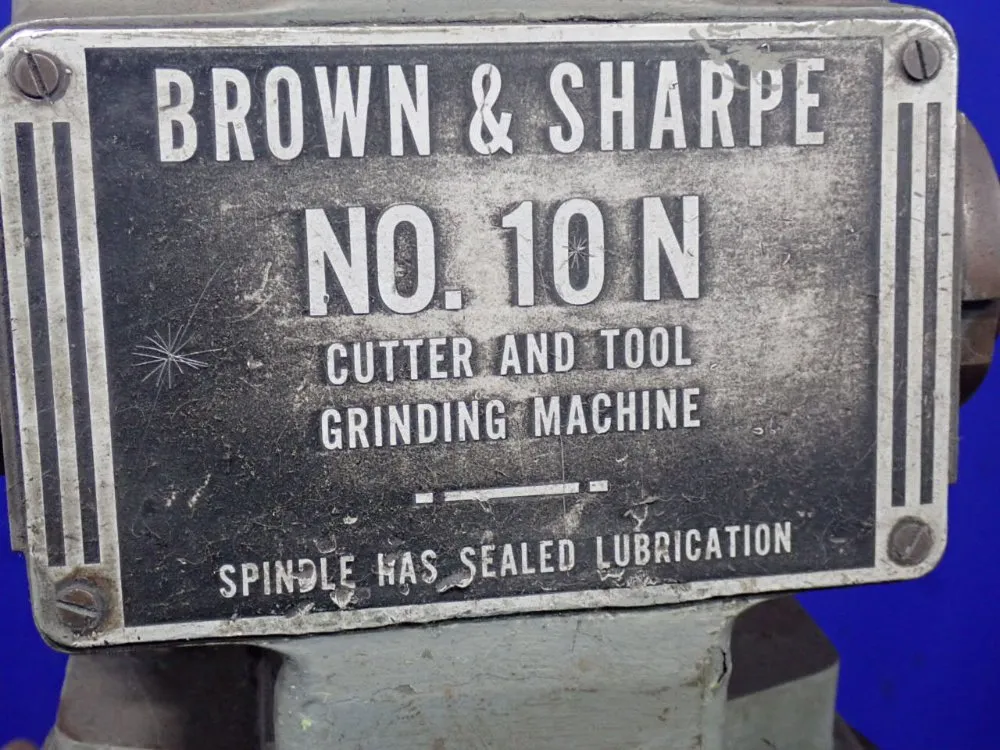 BROWN & SHARPE
NO. 10 N
CUTTER AND TOOL
GRINDING MACHINE
SPINDLE HAS SEALED LUBRICATION